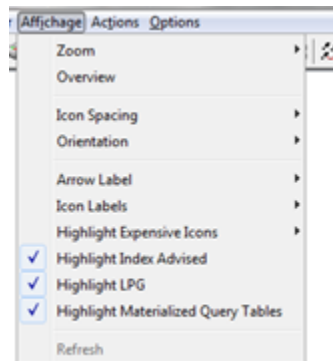 Affichage Actions Options
Zoom
Overview
Icon Spacing
Orientation
Arrow Label
Icon Labels
Highlight Expensive Icons
Highlight Index Advised
Highlight LPG
Highlight Materialized Query Tables
Refresh